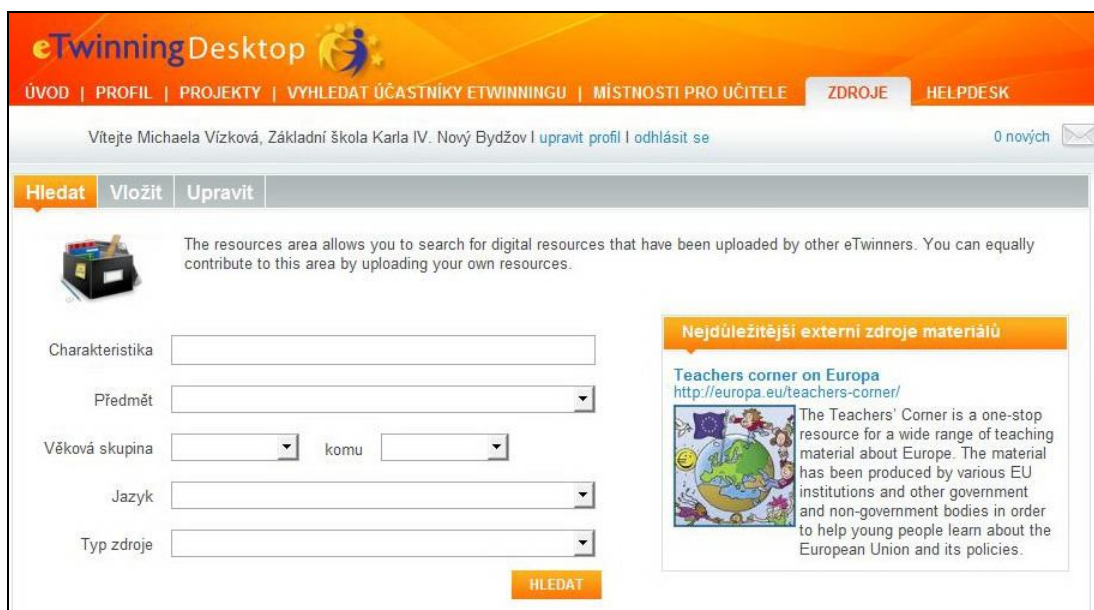 eTwinningDesktop
ÚVOD | PROFIL | PROJEKTY | VYHLEDAT ÚČASTNÍKY ETWINNINGU | MÍSTNOSTI PRO UČITELE ZDROJE HELPDESK
Vítejte Michaela Vízková, Základní škola Karla IV. Nový Bydžov I upravit profil I odhlásit se 0 nových
Hledat Vložit Upravit
The resources area allows you to search for digital resources that have been uploaded by other eTwinners. You can equally
contribute to this area by uploading your own resources.
Charakteristika
Předmět
Věková skupina komu
Jazyk
Typ zdroje
HLEDAT
Nejdůležitější externí zdroje materiálů
Teachers corner on Europa
http://europa.eu/teachers-corner/
The Teachers' Corner is a one-stop
resource for a wide range of teaching
material about Europe. The material
has been produced by various EU
institutions and other government
and non-government bodies in order
to help young people learn about the
European Union and its policies.